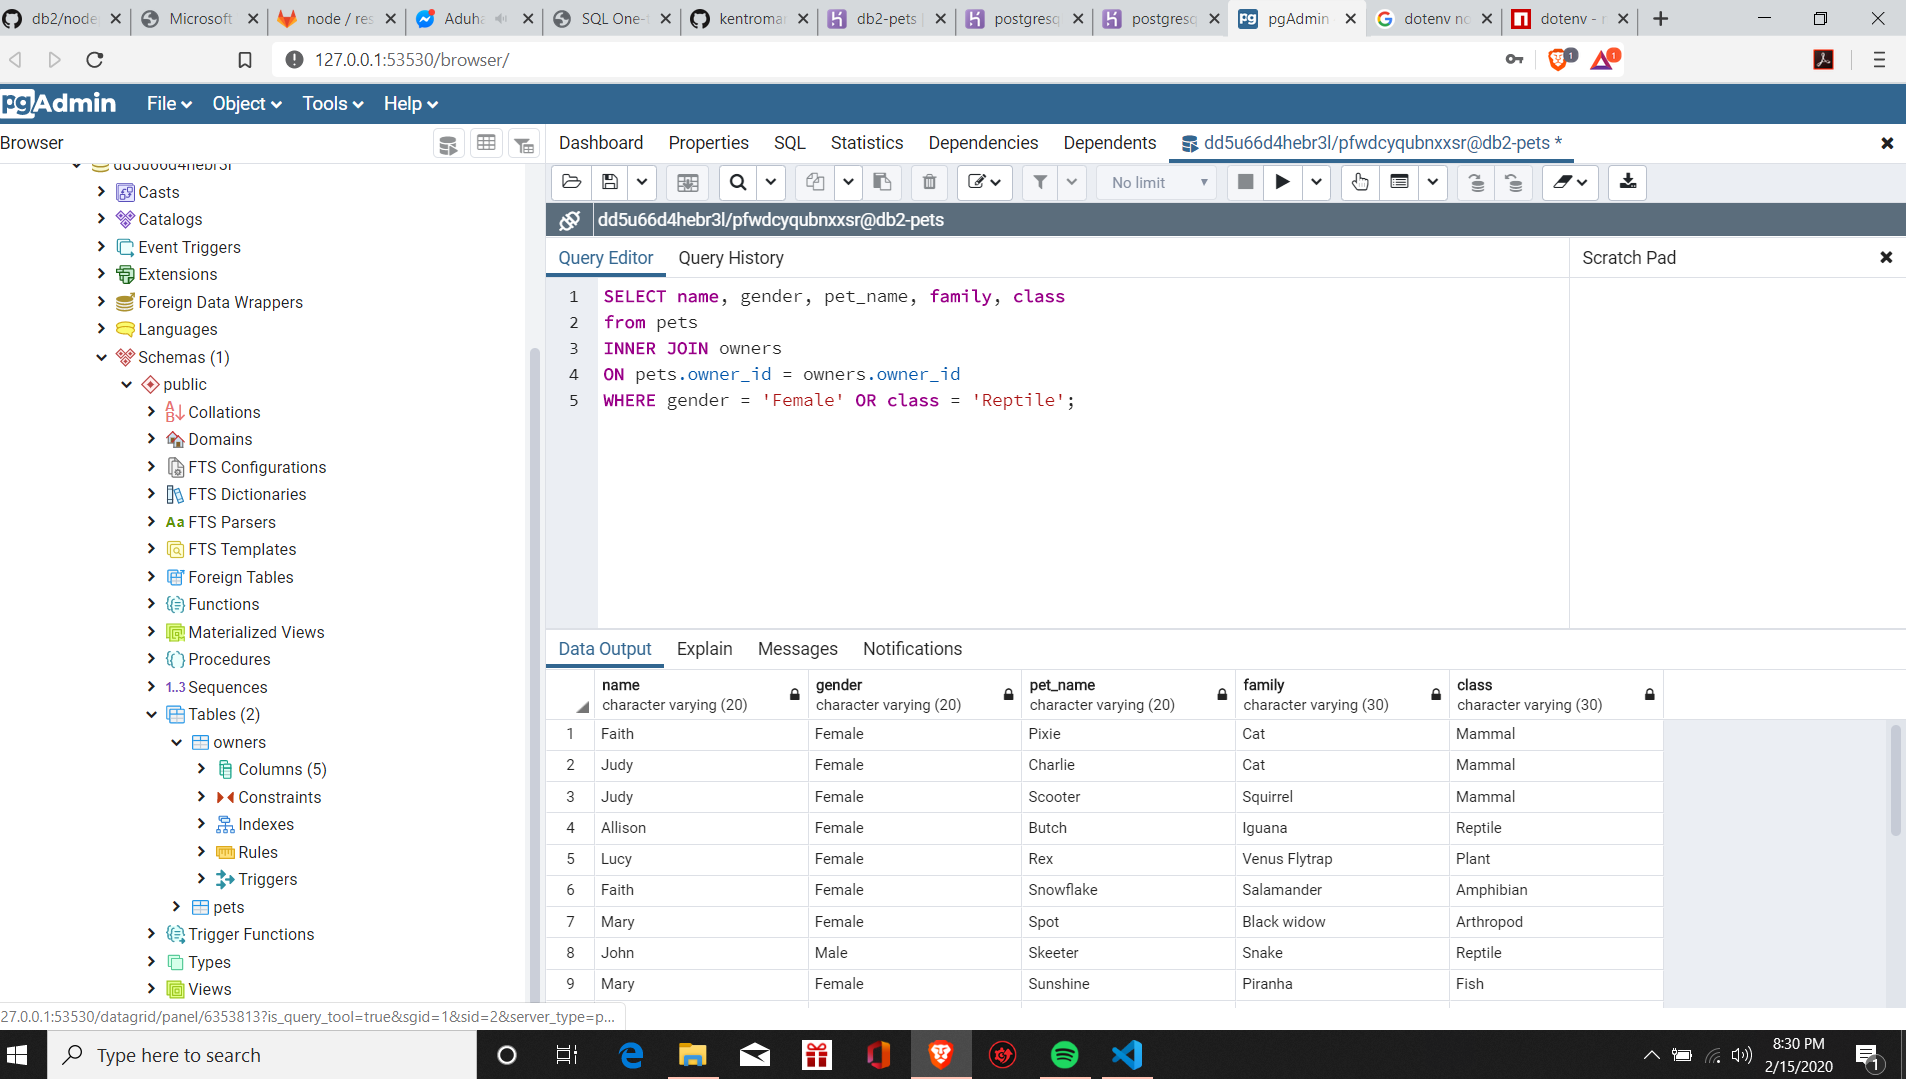 db2/node
Microsoft
node / res
Aduha
SQL One-t
kentroman
db2-pets |
postgresq
postgresq
pgAdmin
dotenv no
dotenv - n
127.0.0.1:53530/browser/
1
1
pgAdmin
File
Object
Tools
Help
Browser
dd5u66d4hebr3l
Casts
Catalogs
Event Triggers
Extensions
Foreign Data Wrappers
Languages
Schemas (1)
public
Collations
Domains
FTS Configurations
FTS Dictionaries
Aa FTS Parsers
FTS Templates
Foreign Tables
Functions
Materialized Views
Procedures
1..3 Sequences
Tables (2)
owners
Columns (5)
Constraints
Indexes
Rules
Triggers
pets
Trigger Functions
Types
Views
27.0.0.1:53530/datagrid/panel/6353813?is_query_tool=true&sgid=1&sid=2&server_type=p...
Dashboard Properties SQL Statistics Dependencies Dependents dd5u66d4hebr3l/pfwdcyqubnxxsr@db2-pets *
No limit
dd5u66d4hebr3l/pfwdcyqubnxxsr@db2-pets
Query Editor Query History
Scratch Pad
1 SELECT name, gender, pet_name, family, class
2 from pets
3 INNER JOIN owners
4 ON pets.owner_id = owners.owner_id
5 WHERE gender = 'Female' OR class = 'Reptile';
Data Output Explain Messages Notifications
name gender pet_name family class
character varying (20) character varying (20) character varying (20) character varying (30) character varying (30)
1 Faith Female Pixie Cat Mammal
2 Judy Female Charlie Cat Mammal
3 Judy Female Scooter Squirrel Mammal
4 Allison Female Butch Iguana Reptile
5 Lucy Female Rex Venus Flytrap Plant
6 Faith Female Snowflake Salamander Amphibian
7 Mary Female Spot Black widow Arthropod
8 John Male Skeeter Snake Reptile
9 Mary Female Sunshine Piranha Fish
Type here to search
8:30 PM
2/15/2020
1